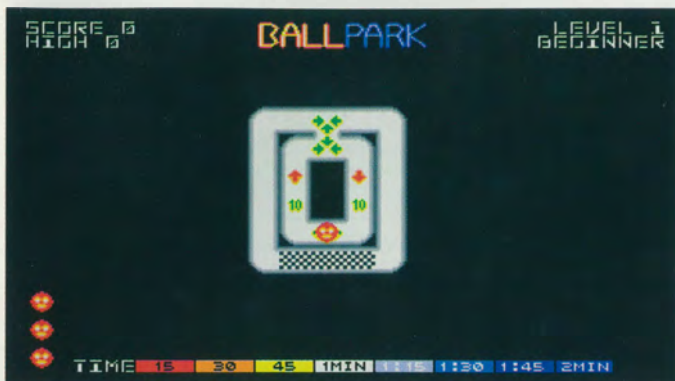 SCORE 0
HIGH 0
BALLPARK
LEVEL 1
BEGINNER
10 10
TIME 15 30 45 1MIN 1:15 1:30 1:45 2MIN